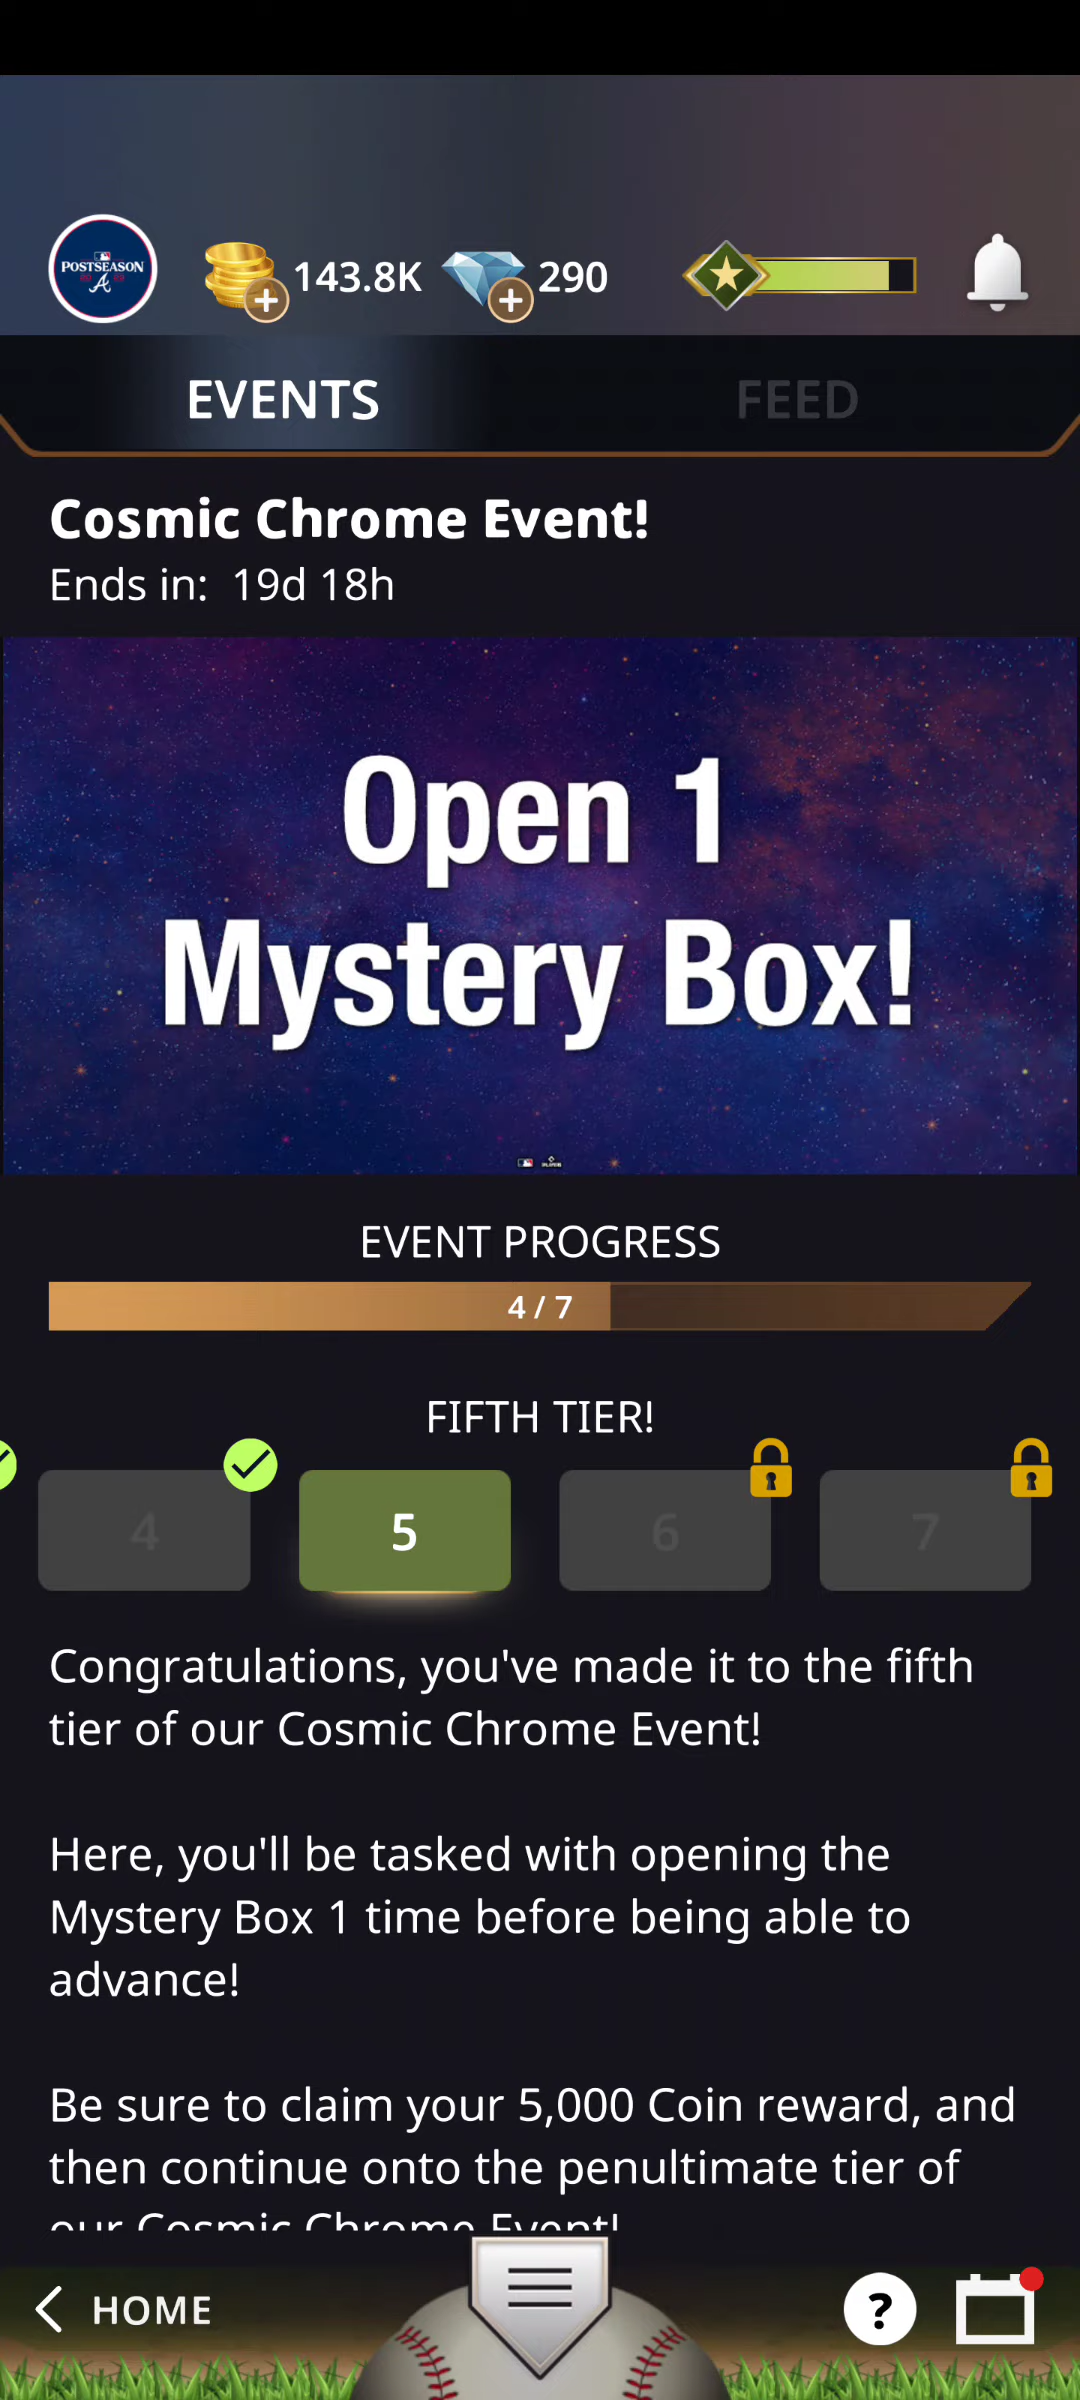 POSTSEASON
143.8K
290
EVENTS
FEED
Cosmic Chrome Event!
Ends in: 19d 18h
Open 1
Mystery Box!
EVENT PROGRESS
4 / 7
FIFTH TIER!
4
5
6
7
Congratulations, you've made it to the fifth
tier of our Cosmic Chrome Event!
Here, you'll be tasked with opening the
Mystery Box 1 time before being able to
advance!
Be sure to claim your 5,000 Coin reward, and
then continue onto the penultimate tier of
our Cosmic Chrome Event!
HOME
?